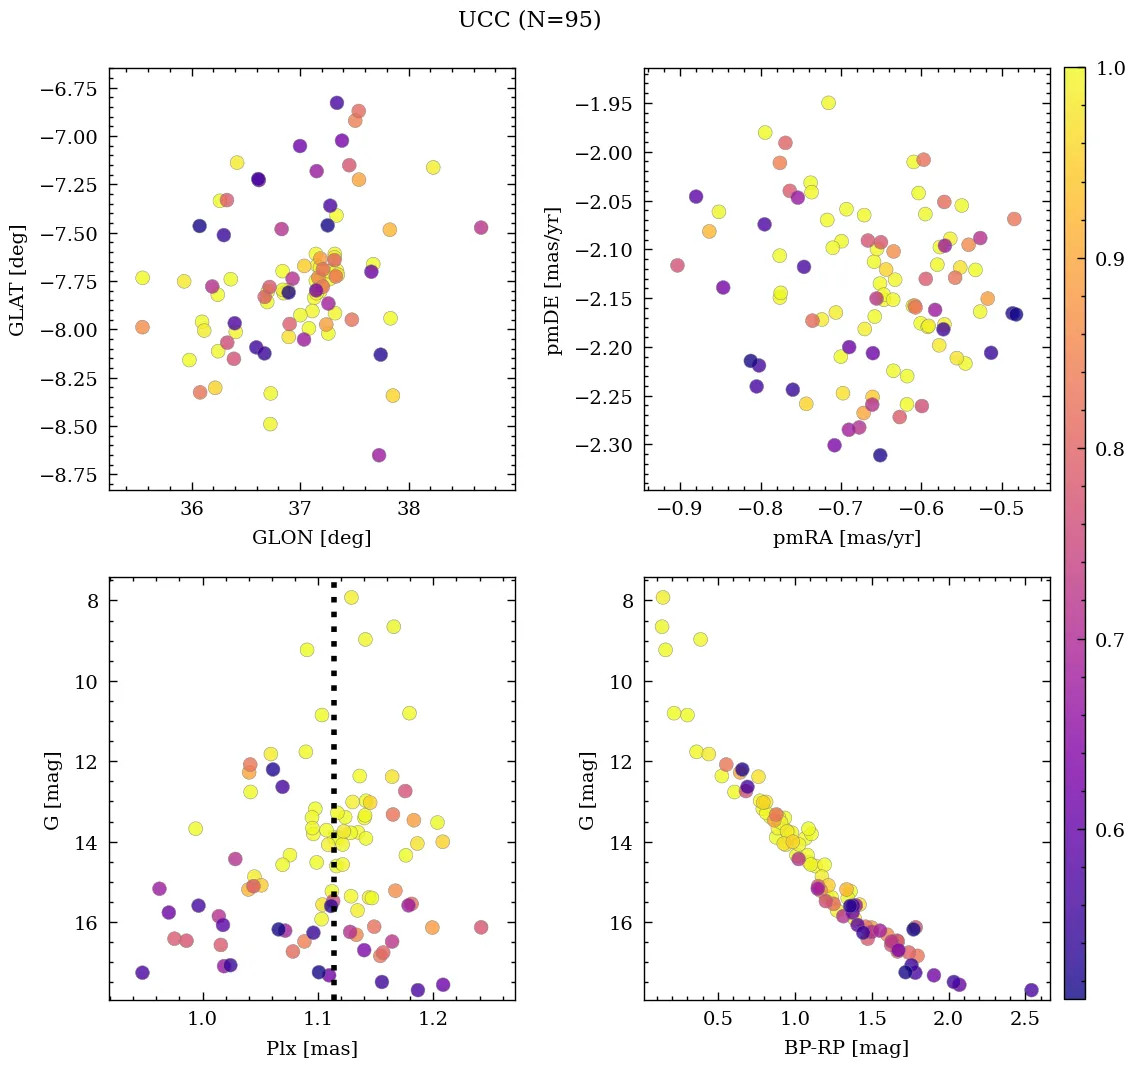 UCC (N=95)
−6.75
−7.00
−7.25
−7.50
−7.75
−8.00
−8.25
−8.50
−8.75
GLAT [deg]
36 37 38
GLON [deg]
−1.95
−2.00
−2.05
−2.10
−2.15
−2.20
−2.25
−2.30
pmDE [mas/yr]
−0.9 −0.8 −0.7 −0.6 −0.5
pmRA [mas/yr]
8
10
12
14
16
G [mag]
1.0 1.1 1.2
Plx [mas]
8
10
12
14
16
G [mag]
0.5 1.0 1.5 2.0 2.5
BP-RP [mag]
1.0
0.9
0.8
0.7
0.6